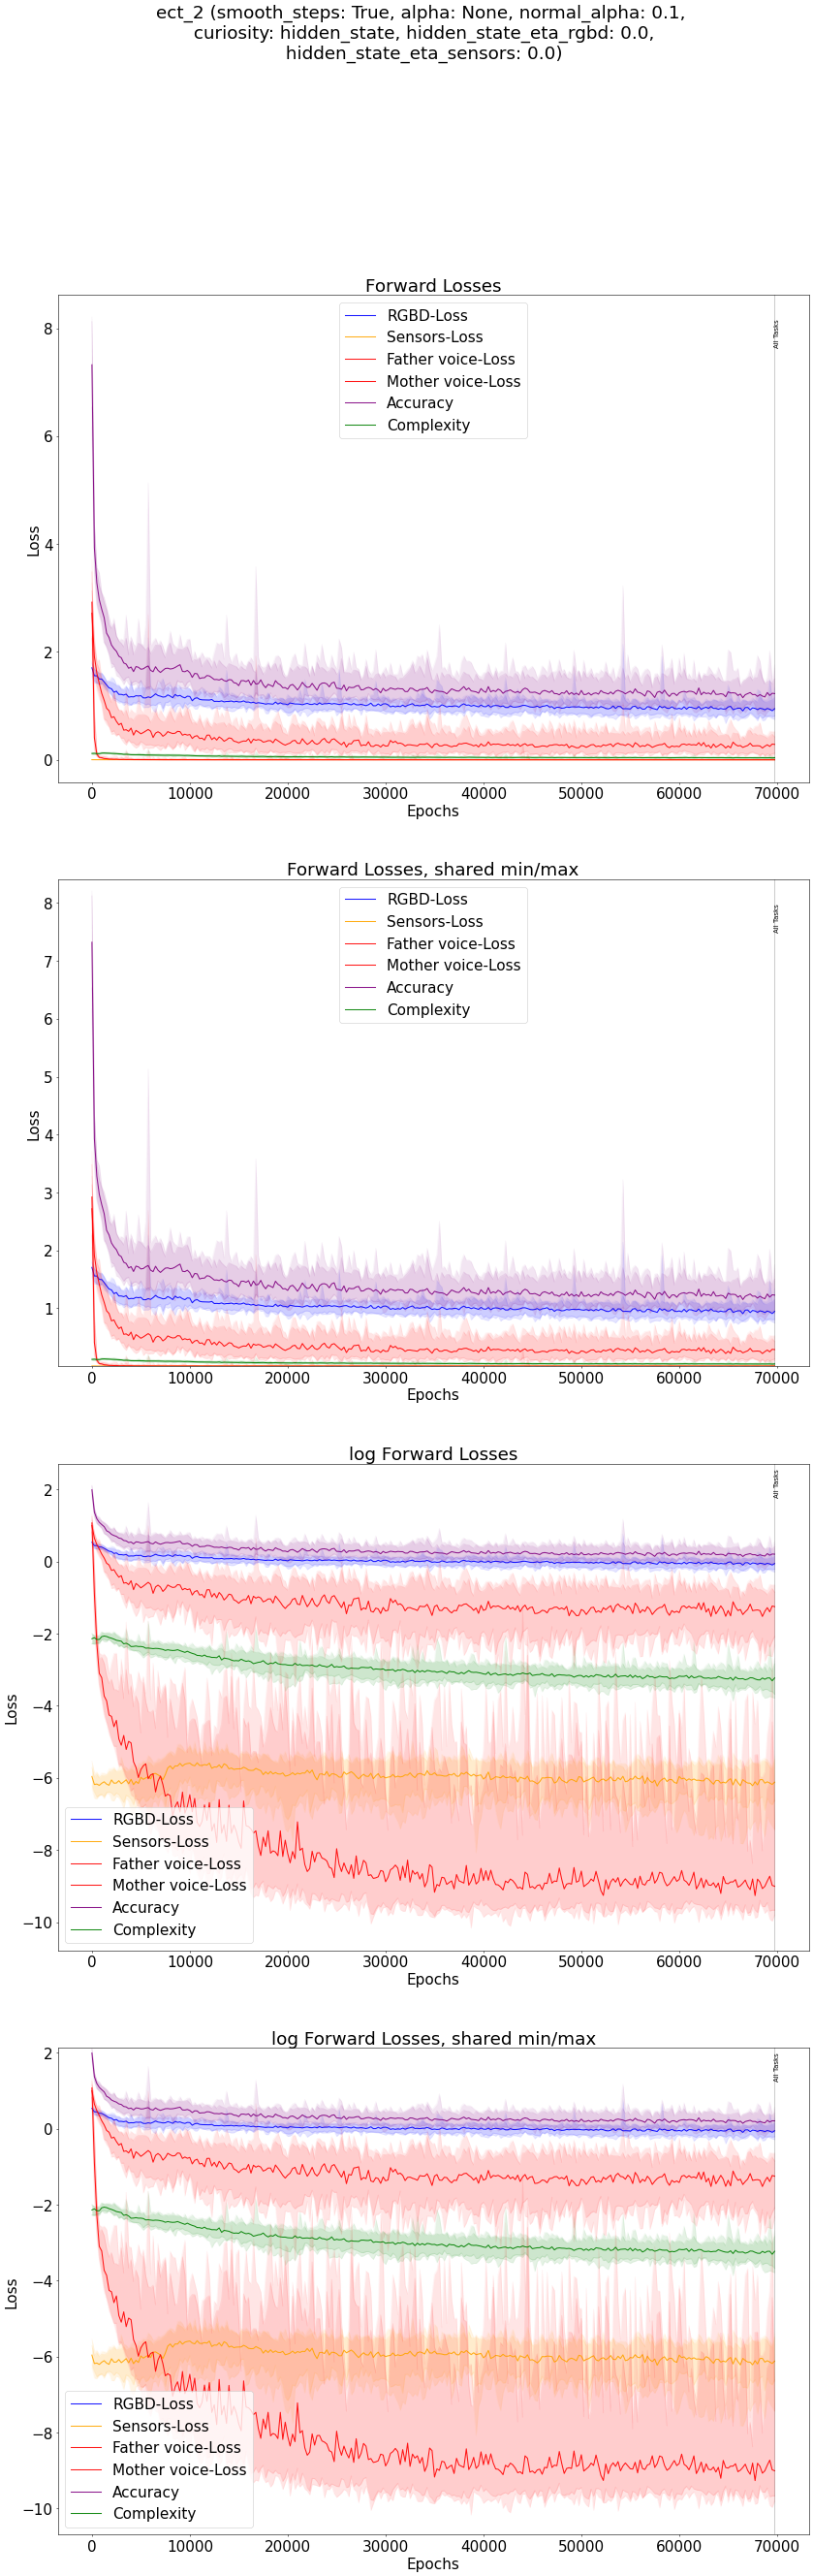 ect_2 (smooth_steps: True, alpha: None, normal_alpha: 0.1,
curiosity: hidden_state, hidden_state_eta_rgbd: 0.0,
hidden_state_eta_sensors: 0.0)
Forward Losses
RGBD-Loss
Sensors-Loss
Father voice-Loss
Mother voice-Loss
Accuracy
Complexity
All Tasks
8
6
4
2
0
Loss
0 10000 20000 30000 40000 50000 60000 70000
Epochs
Forward Losses, shared min/max
RGBD-Loss
Sensors-Loss
Father voice-Loss
Mother voice-Loss
Accuracy
Complexity
All Tasks
8
7
6
5
4
3
2
1
Loss
0 10000 20000 30000 40000 50000 60000 70000
Epochs
log Forward Losses
All Tasks
2
0
−2
−4
−6
−8
−10
Loss
RGBD-Loss
Sensors-Loss
Father voice-Loss
Mother voice-Loss
Accuracy
Complexity
0 10000 20000 30000 40000 50000 60000 70000
Epochs
log Forward Losses, shared min/max
All Tasks
2
0
−2
−4
−6
−8
−10
Loss
RGBD-Loss
Sensors-Loss
Father voice-Loss
Mother voice-Loss
Accuracy
Complexity
0 10000 20000 30000 40000 50000 60000 70000
Epochs